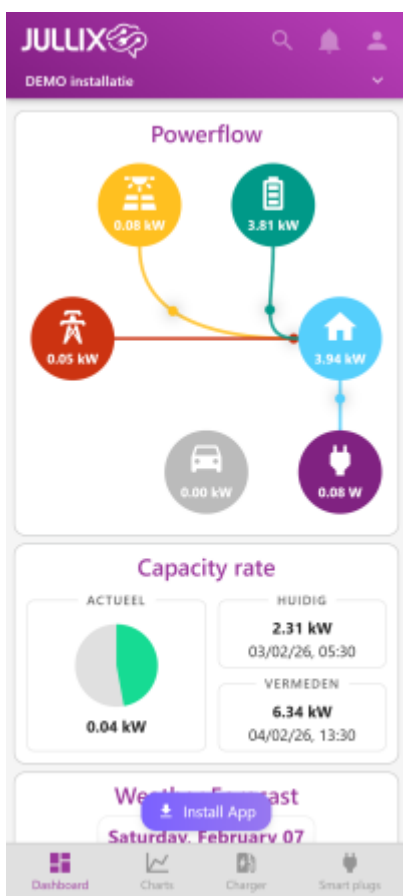 JULLIX
DEMO installatie
Powerflow
0.08 kW
3.81 kW
0.05 kW
3.94 kW
0.00 kW
0.08 W
Capacity rate
ACTUEEL
0.04 kW
HUIDIG
2.31 kW
03/02/26, 05:30
VERMEDEN
6.34 kW
04/02/26, 13:30
Install App
Saturday, February 07
Dashboard
Charts
Charger
Smart plugs